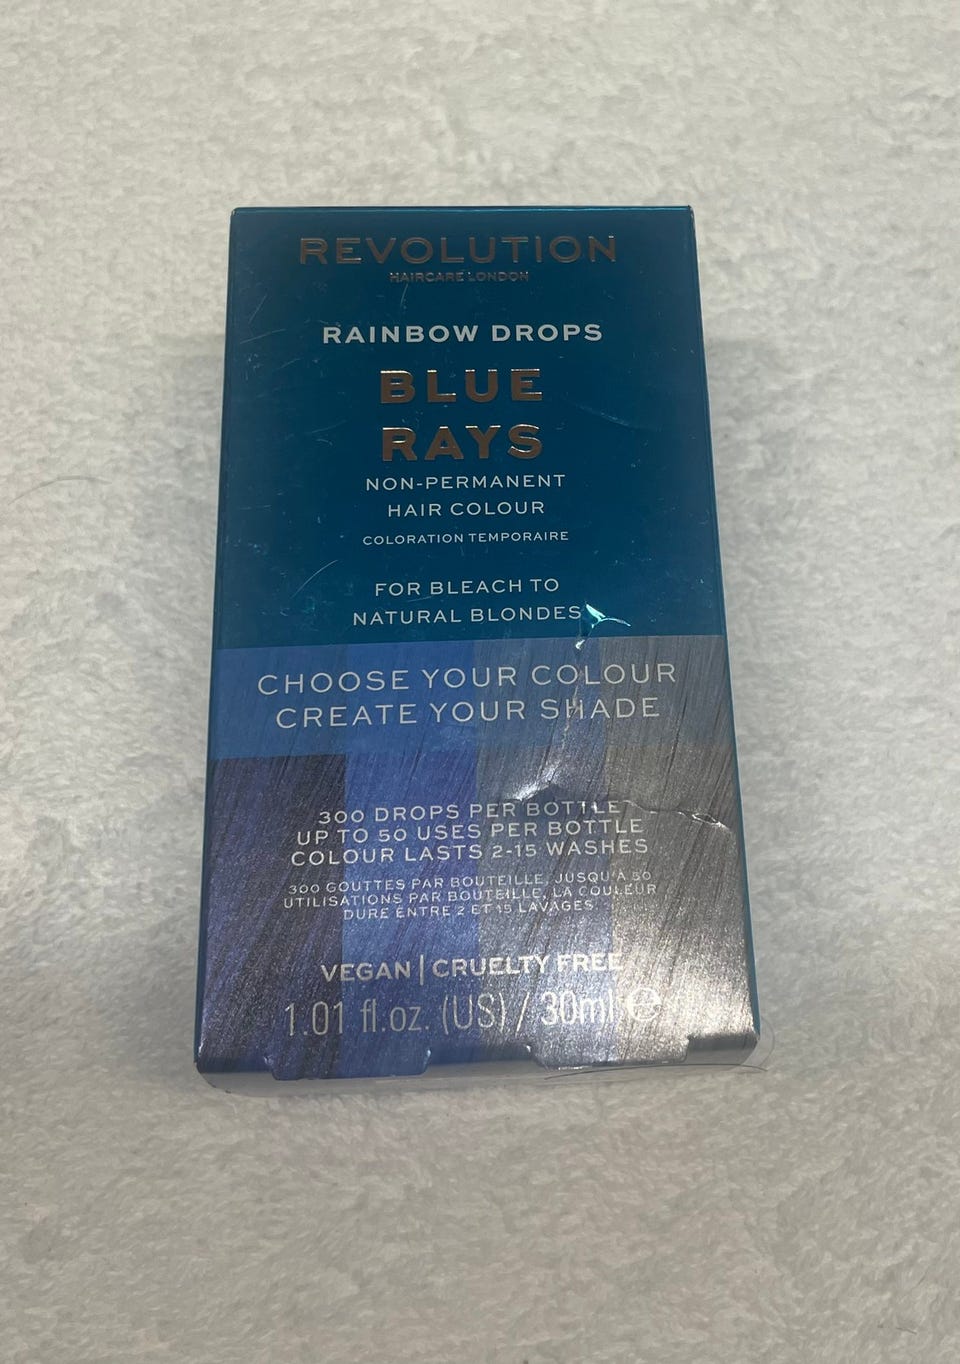 REVOLUTION
HAIRCARE LONDON
RAINBOW DROPS
BLUE
RAYS
NON-PERMANENT
HAIR COLOUR
COLORATION TEMPORAIRE
FOR BLEACH TO
NATURAL BLONDES
CHOOSE YOUR COLOUR
CREATE YOUR SHADE
300 DROPS PER BOTTLE
UP TO 50 USES PER BOTTLE
COLOUR LASTS 2-15 WASHES
300 GOUTTES PAR BOUTEILLE, JUSQU'À 50
UTILISATIONS PAR BOUTEILLE, LA COULEUR
DURE ENTRE 2 ET 15 LAVAGES
VEGAN | CRUELTY FREE
1.01 fl.oz. (US) / 30ml ℮